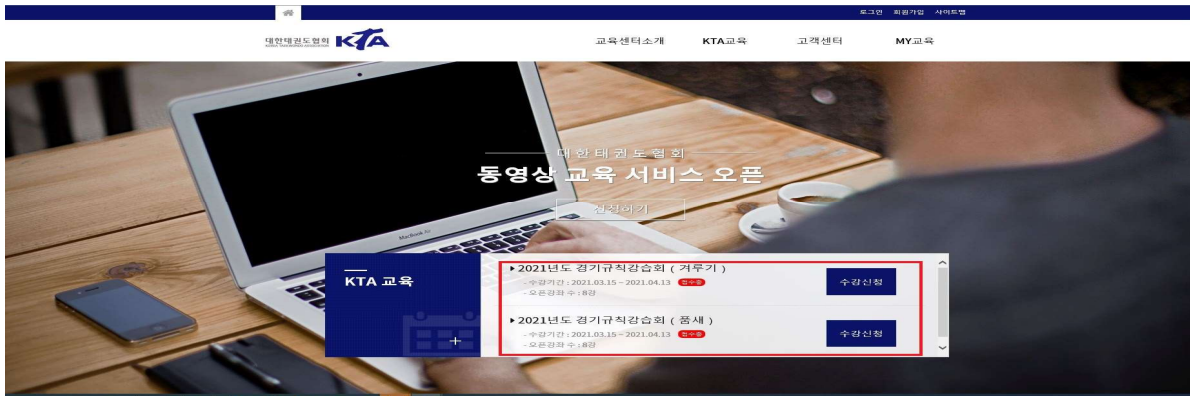 로그인 회원가입 사이트맵
대한태권도협회 KTA
KOREA TAEKWONDO ASSOCIATION
교육센터소개 KTA교육 고객센터 MY교육
대한태권도협회
동영상 교육 서비스 오픈
신청하기
MacBook Air
KTA 교육
+
▸2021년도 경기규칙강습회 ( 겨루기 )
- 수강기간 : 2021.03.15 ~ 2021.04.13 접수중
- 오픈강좌 수 : 8강
수강신청
▸2021년도 경기규칙강습회 ( 품새 )
- 수강기간 : 2021.03.15 ~ 2021.04.13 접수중
- 오픈강좌 수 : 8강
수강신청